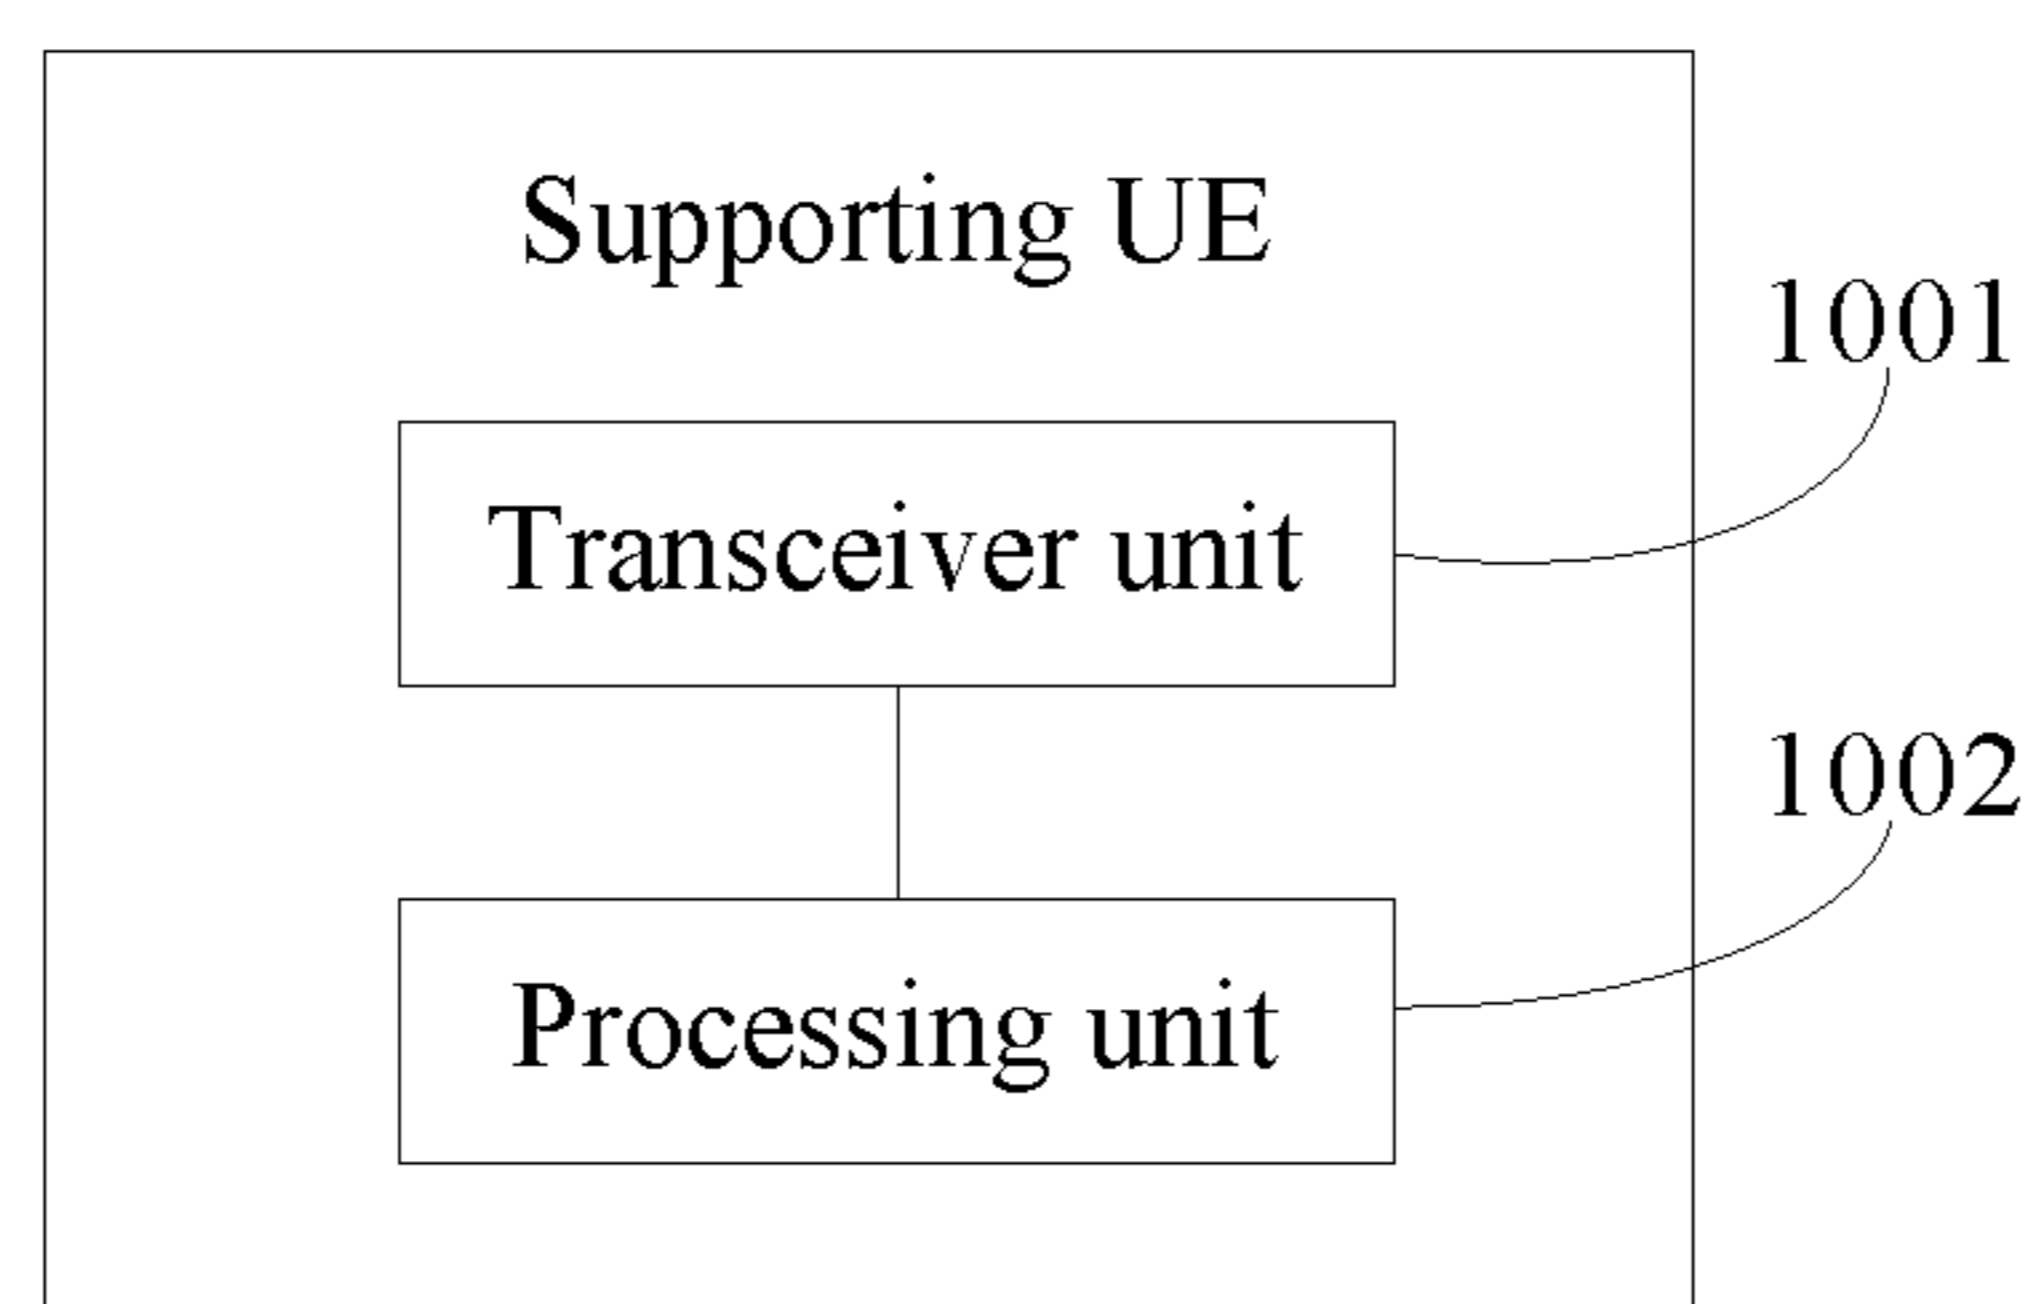 Supporting UE
1001
Transceiver unit
1002
Processing unit